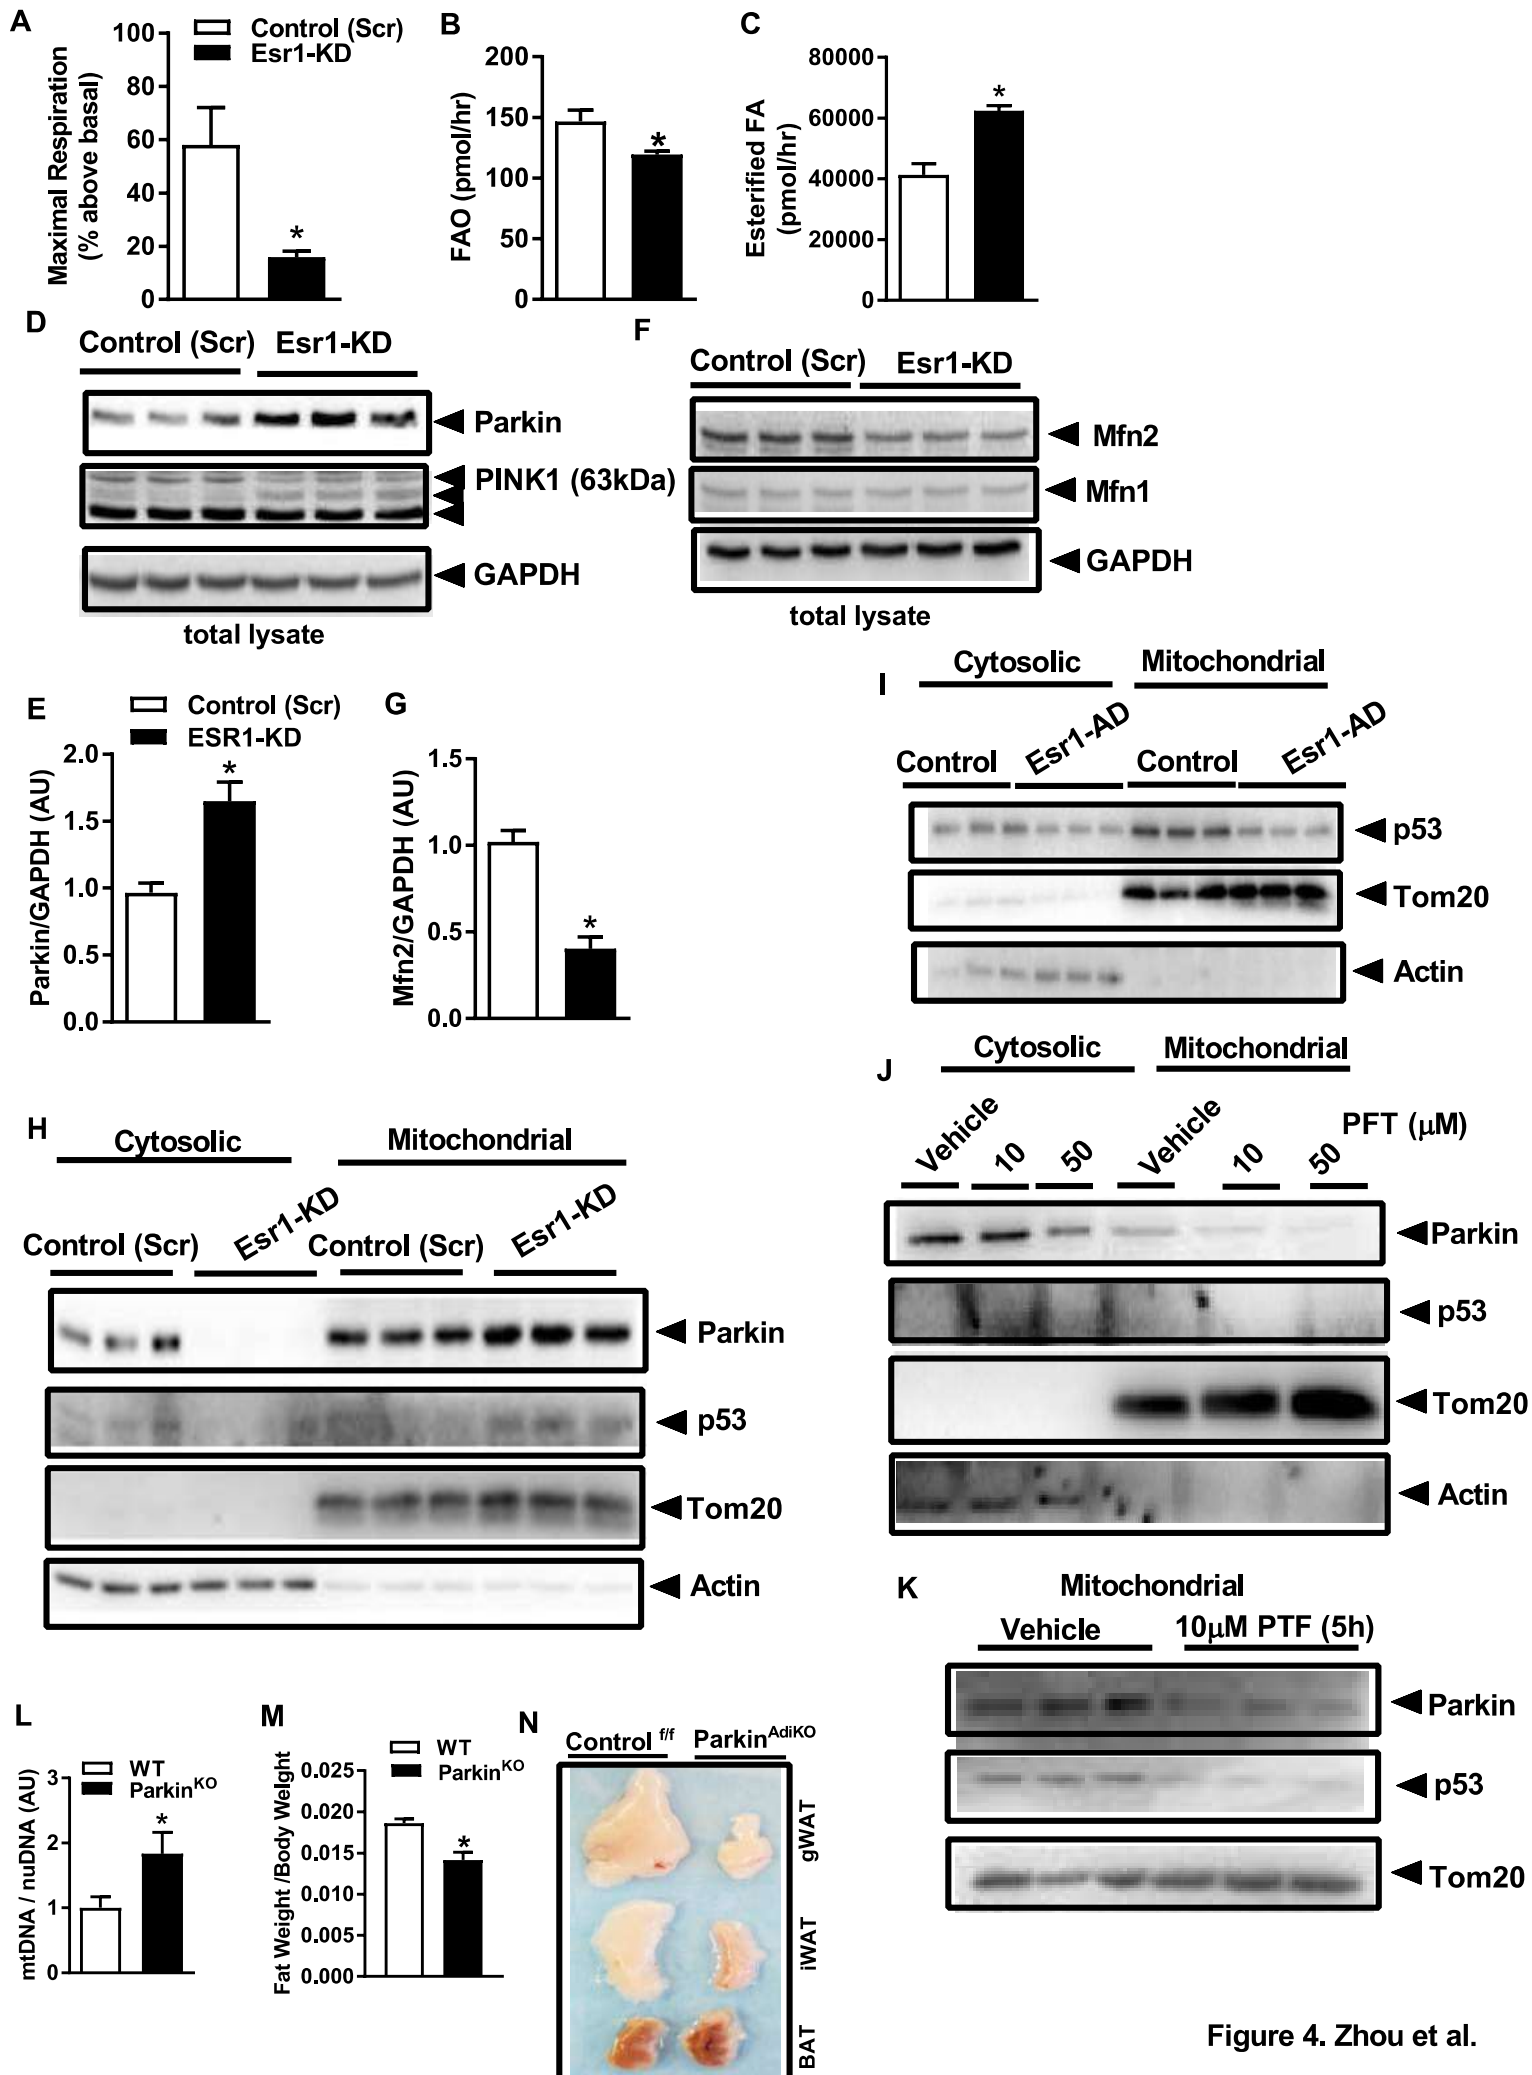 A
Maximal Respiration
(% above basal)
100
80
60
40
20
0
Control (Scr)
Esr1-KD
*
B
FAO (pmol/hr)
200
150
100
50
0
*
C
Esterified FA
(pmol/hr)
80000
60000
40000
20000
0
*
D
Control (Scr) Esr1-KD
Parkin
PINK1 (63kDa)
GAPDH
total lysate
F
Control (Scr) Esr1-KD
Mfn2
Mfn1
GAPDH
total lysate
E
Control (Scr)
ESR1-KD
Parkin/GAPDH (AU)
2.0
1.5
1.0
0.5
0.0
*
G
Mfn2/GAPDH (AU)
1.5
1.0
0.5
0.0
*
I
Cytosolic Mitochondrial
Control Esr1-AD Control Esr1-AD
p53
Tom20
Actin
H
Cytosolic Mitochondrial
Control (Scr) Esr1-KD Control (Scr) Esr1-KD
Parkin
p53
Tom20
Actin
J
Cytosolic Mitochondrial
Vehicle 10 50 Vehicle 10 50 PFT (μM)
Parkin
p53
Tom20
Actin
K
Mitochondrial
Vehicle 10μM PTF (5h)
Parkin
p53
Tom20
L
WT
Parkin^KO
mtDNA / nuDNA (AU)
3
2
1
0
*
M
WT
Parkin^KO
Fat Weight /Body Weight
0.025
0.020
0.015
0.010
0.005
0.000
*
N
Control f/f Parkin^AdiKO
gWAT
iWAT
BAT
Figure 4. Zhou et al.